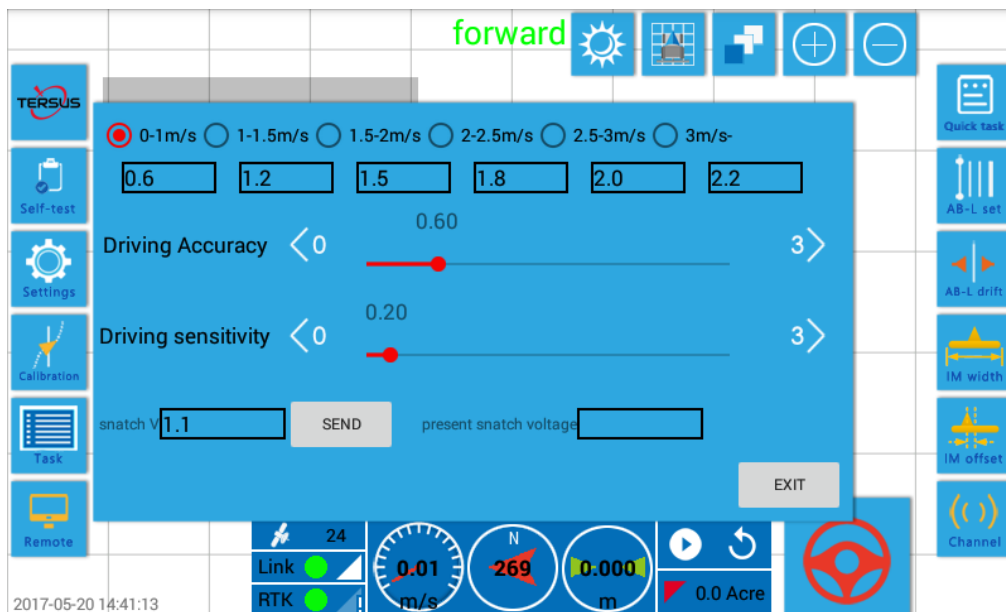 forward
TERSUS
Quick task
0-1m/s 1-1.5m/s 1.5-2m/s 2-2.5m/s 2.5-3m/s 3m/s-
0.6 1.2 1.5 1.8 2.0 2.2
Self-test
AB-L set
0.60
Driving Accuracy 0 3
Settings
AB-L drift
0.20
Driving sensitivity 0 3
Calibration
IM width
snatch V 1.1 SEND present snatch voltage
Task
IM offset
EXIT
Remote
Channel
24
N
Link 0.01 269 0.000
RTK ! m/s m 0.0 Acre
2017-05-20 14:41:13